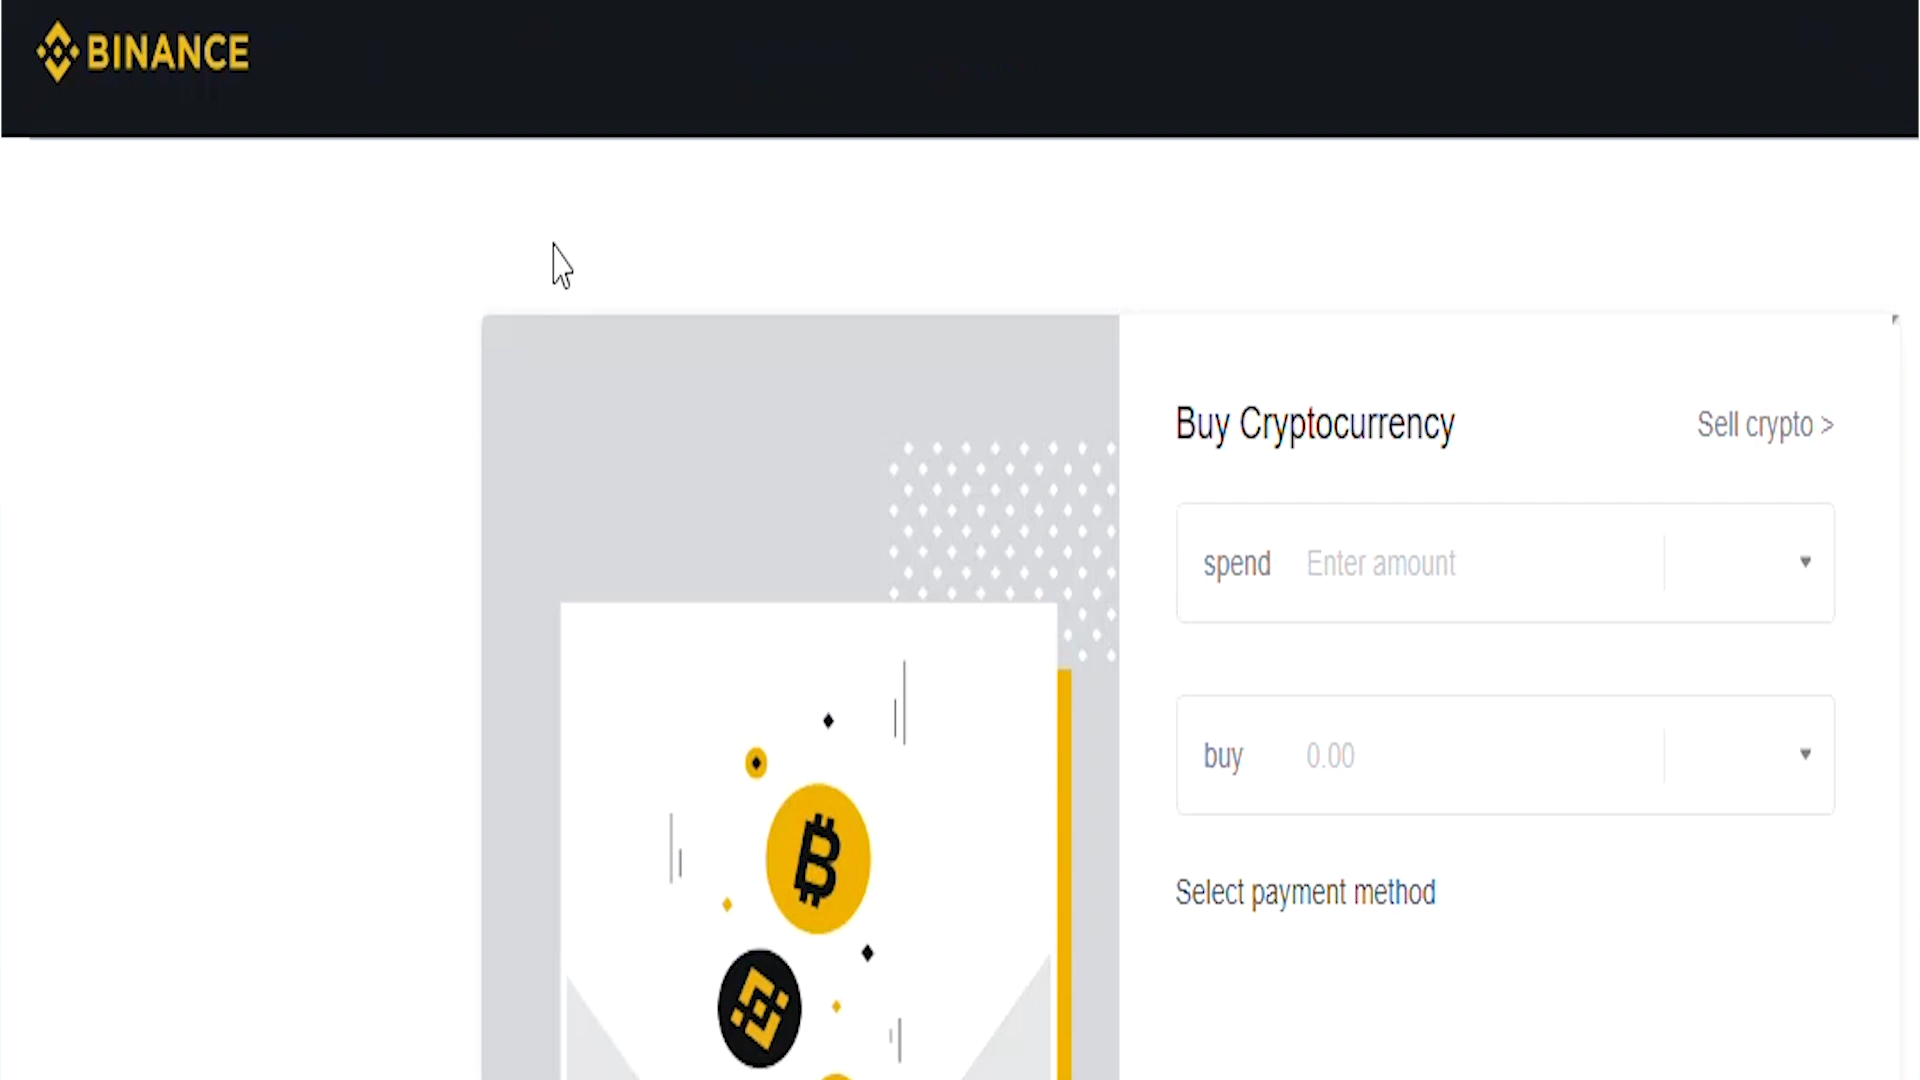 BINANCE
Buy Cryptocurrency
Sell crypto >
spend Enter amount
buy 0.00
Select payment method